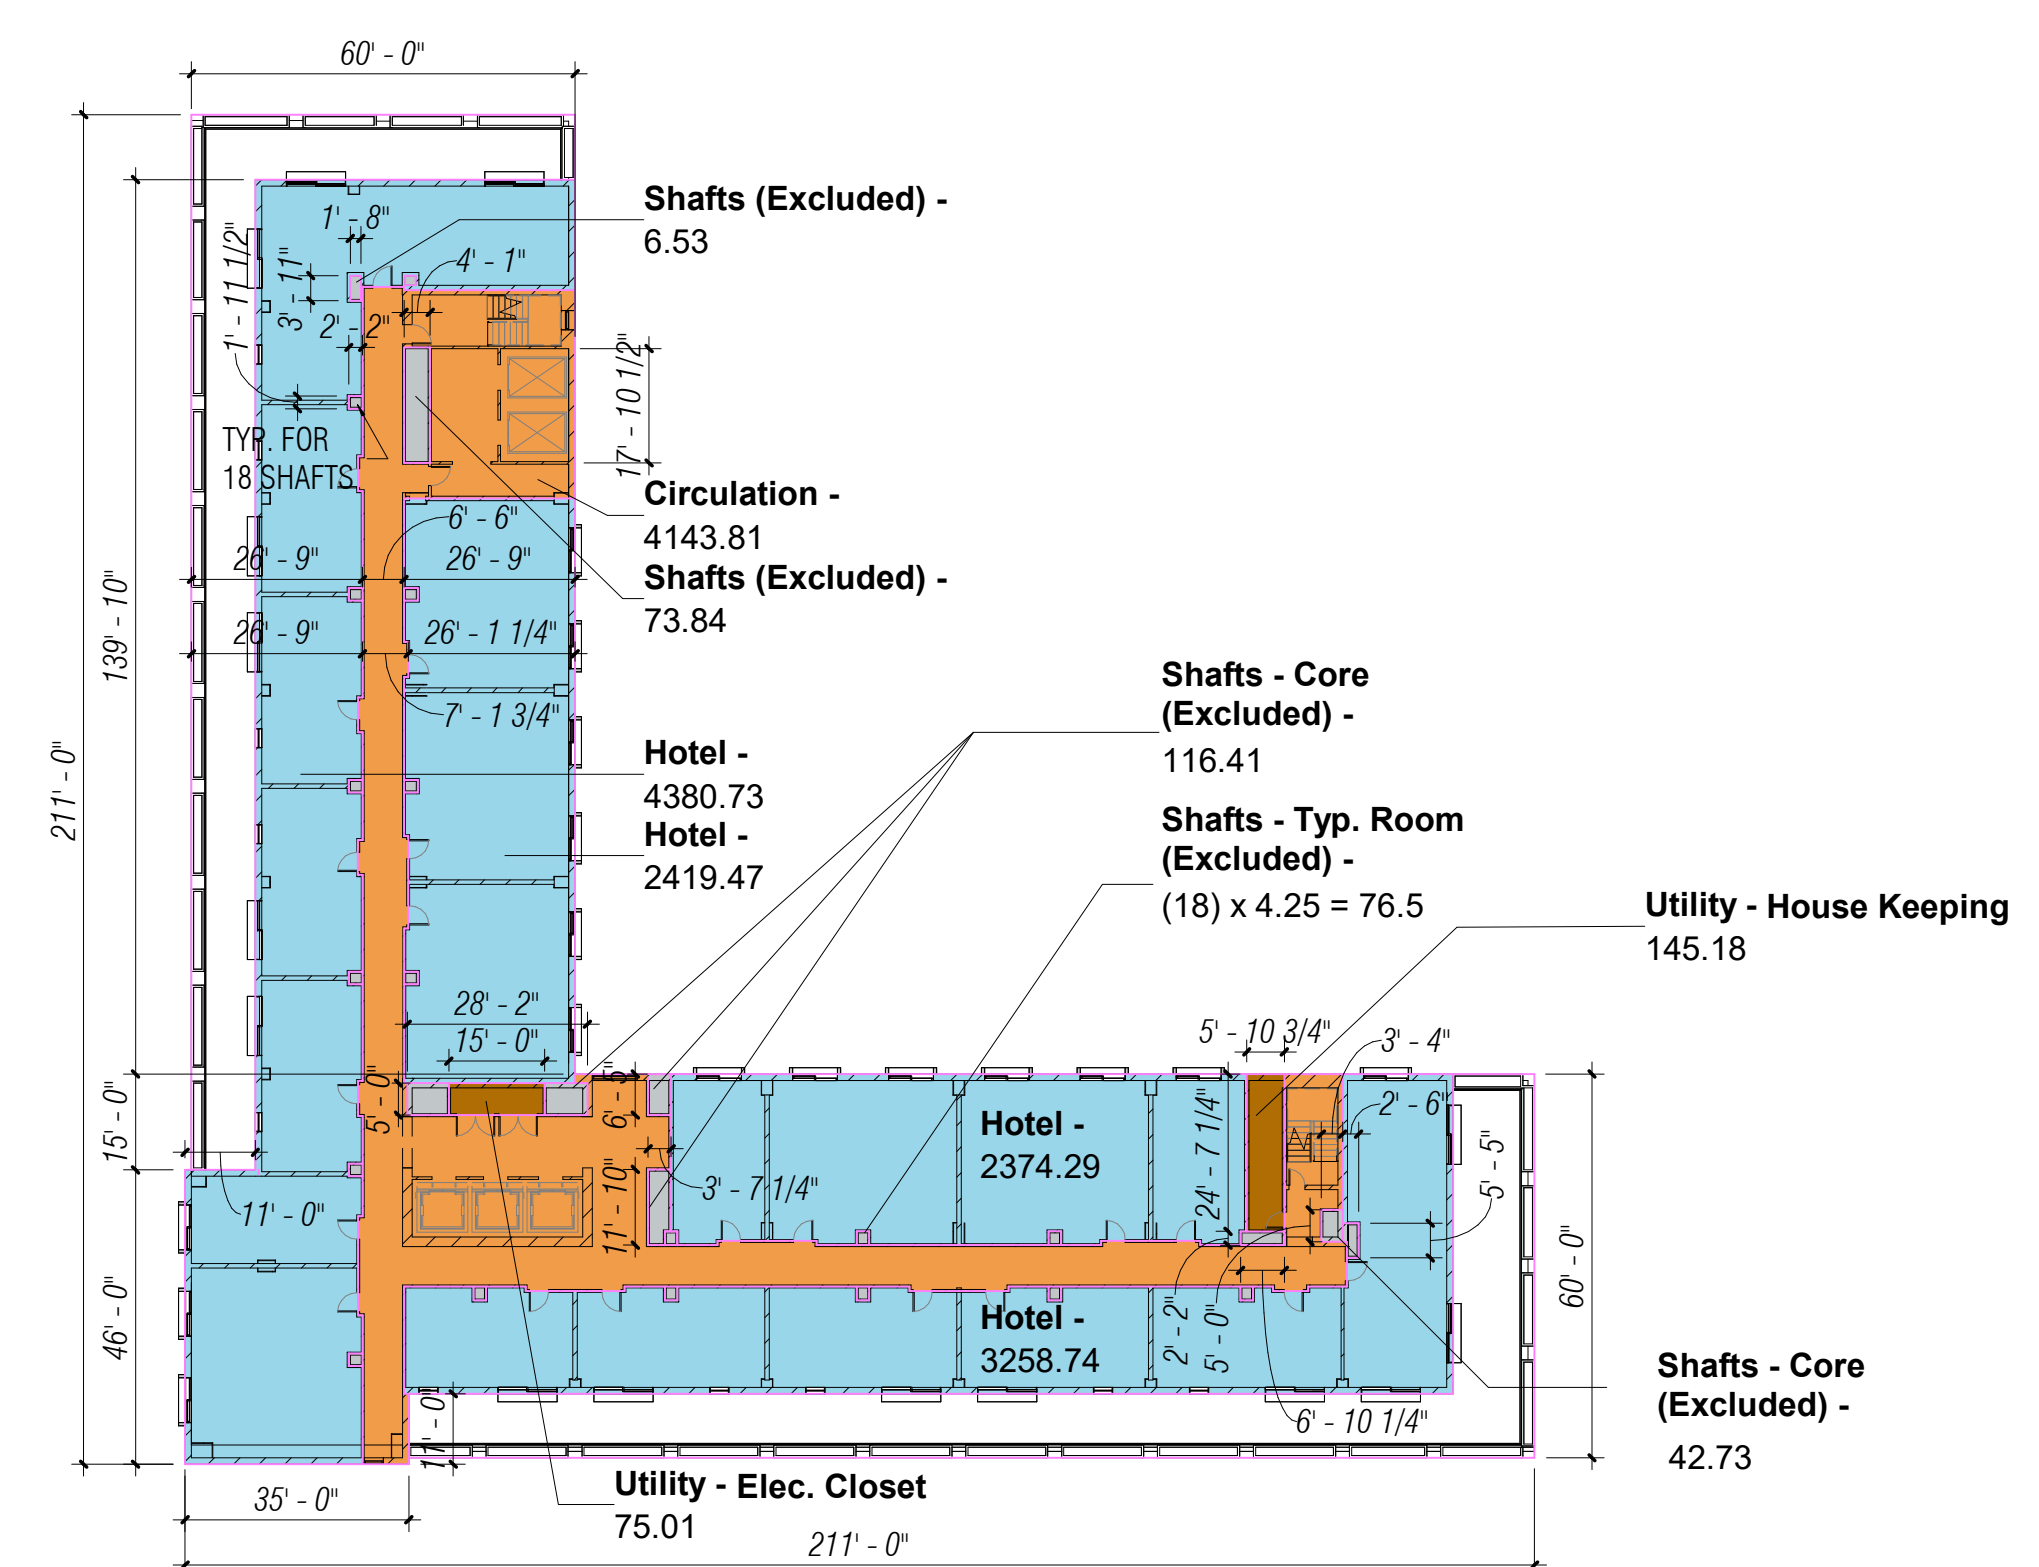 60' - 0"
Shafts (Excluded) -
6.53
1' - 8"
4' - 1"
1' - 11 1/2"
3' - 11"
2' - 2"
17' - 10 1/2"
TYP. FOR
18 SHAFTS
Circulation -
4143.81
6' - 6"
26' - 9"
26' - 9"
Shafts (Excluded) -
73.84
26' - 9"
26' - 1 1/4"
139' - 10"
7' - 1 3/4"
Shafts - Core
(Excluded) -
116.41
211' - 0"
Hotel -
4380.73
Hotel -
2419.47
Shafts - Typ. Room
(Excluded) -
(18) x 4.25 = 76.5
Utility - House Keeping
145.18
28' - 2"
15' - 0"
5' - 10 3/4"
3' - 4"
5' - 0"
6' - 5"
2' - 6"
15' - 0"
Hotel -
2374.29
24' - 7 1/4"
5' - 5"
3' - 7 1/4"
11' - 0"
11' - 10"
46' - 0"
60' - 0"
Hotel -
3258.74
2' - 2"
5' - 0"
Shafts - Core
(Excluded) -
42.73
11' - 0"
6' - 10 1/4"
Utility - Elec. Closet
75.01
35' - 0"
211' - 0"